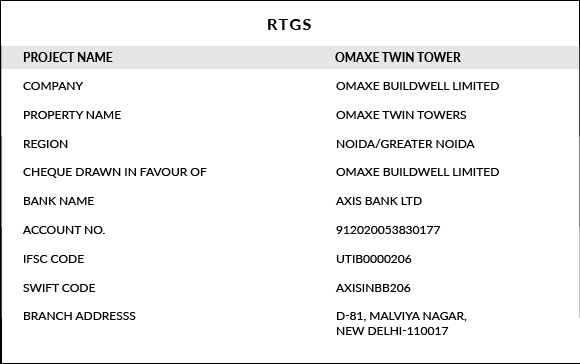 RTGS
PROJECT NAME OMAXE TWIN TOWER
COMPANY OMAXE BUILDWELL LIMITED
PROPERTY NAME OMAXE TWIN TOWERS
REGION NOIDA/GREATER NOIDA
CHEQUE DRAWN IN FAVOUR OF OMAXE BUILDWELL LIMITED
BANK NAME AXIS BANK LTD
ACCOUNT NO. 912020053830177
IFSC CODE UTIB0000206
SWIFT CODE AXISINBB206
BRANCH ADDRESSS D-81, MALVIYA NAGAR,
NEW DELHI-110017